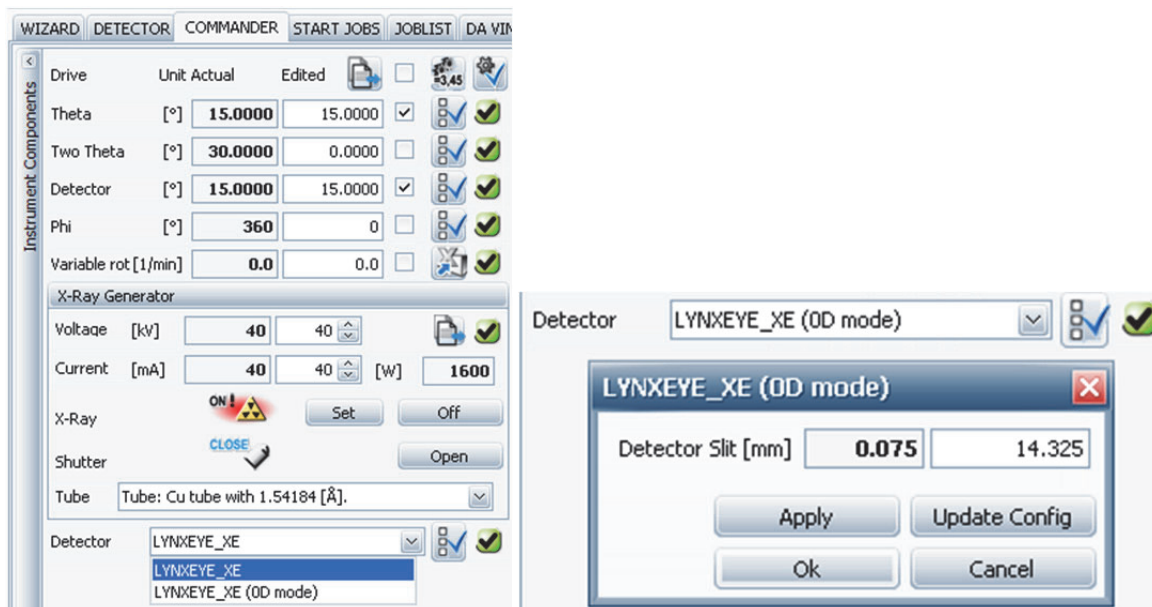 WIZARD DETECTOR COMMANDER START JOBS JOBLIST DA VIN
Instrument Components
Drive Unit Actual Edited =3,45
Theta [°] 15.0000 15.0000
Two Theta [°] 30.0000 0.0000
Detector [°] 15.0000 15.0000
Phi [°] 360 0
Variable rot [1/min] 0.0 0.0
X-Ray Generator
Voltage [kV] 40 40
Current [mA] 40 40 [W] 1600
X-Ray ON! Set Off
Shutter CLOSE Open
Tube Tube: Cu tube with 1.54184 [Å].
Detector LYNXEYE_XE
LYNXEYE_XE
LYNXEYE_XE (0D mode)
Detector LYNXEYE_XE (0D mode)
LYNXEYE_XE (0D mode)
Detector Slit [mm] 0.075 14.325
Apply Update Config
Ok Cancel